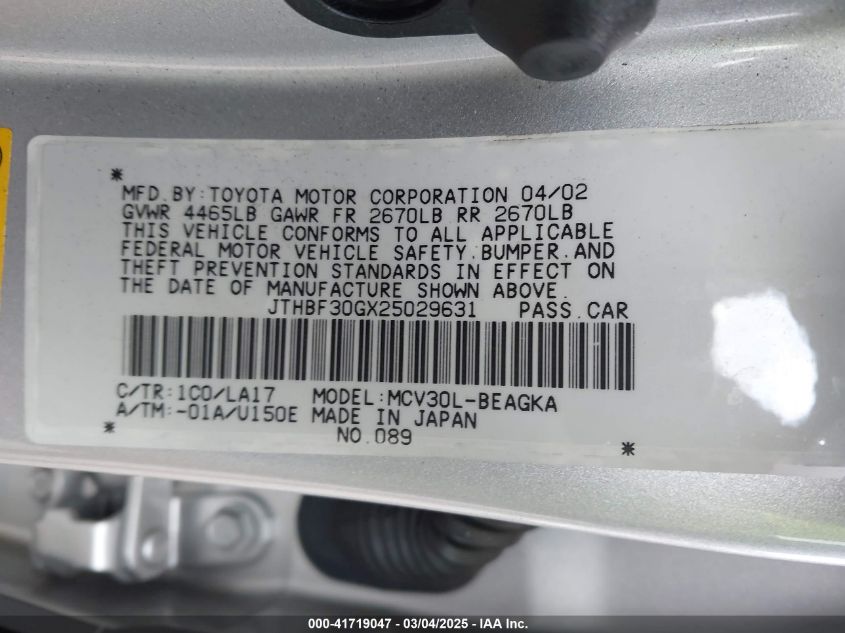 MFD.BY:TOYOTA MOTOR CORPORATION 04/02
GVWR 4465LB GAWR FR 2670LB RR 2670LB
THIS VEHICLE CONFORMS TO ALL APPLICABLE
FEDERAL MOTOR VEHICLE SAFETY.BUMPER.AND
THEFT PREVENTION STANDARDS IN EFFECT ON
THE DATE OF MANUFACTURE SHOWN ABOVE.
JTHBF30GX25029631 PASS.CAR
C/TR:1C0/LA17 MODEL:MCV30L-BEAGKA
A/TM:-01A/U150E MADE IN JAPAN
NO.089
000-41719047 — 03/04/2025 — IAA Inc.